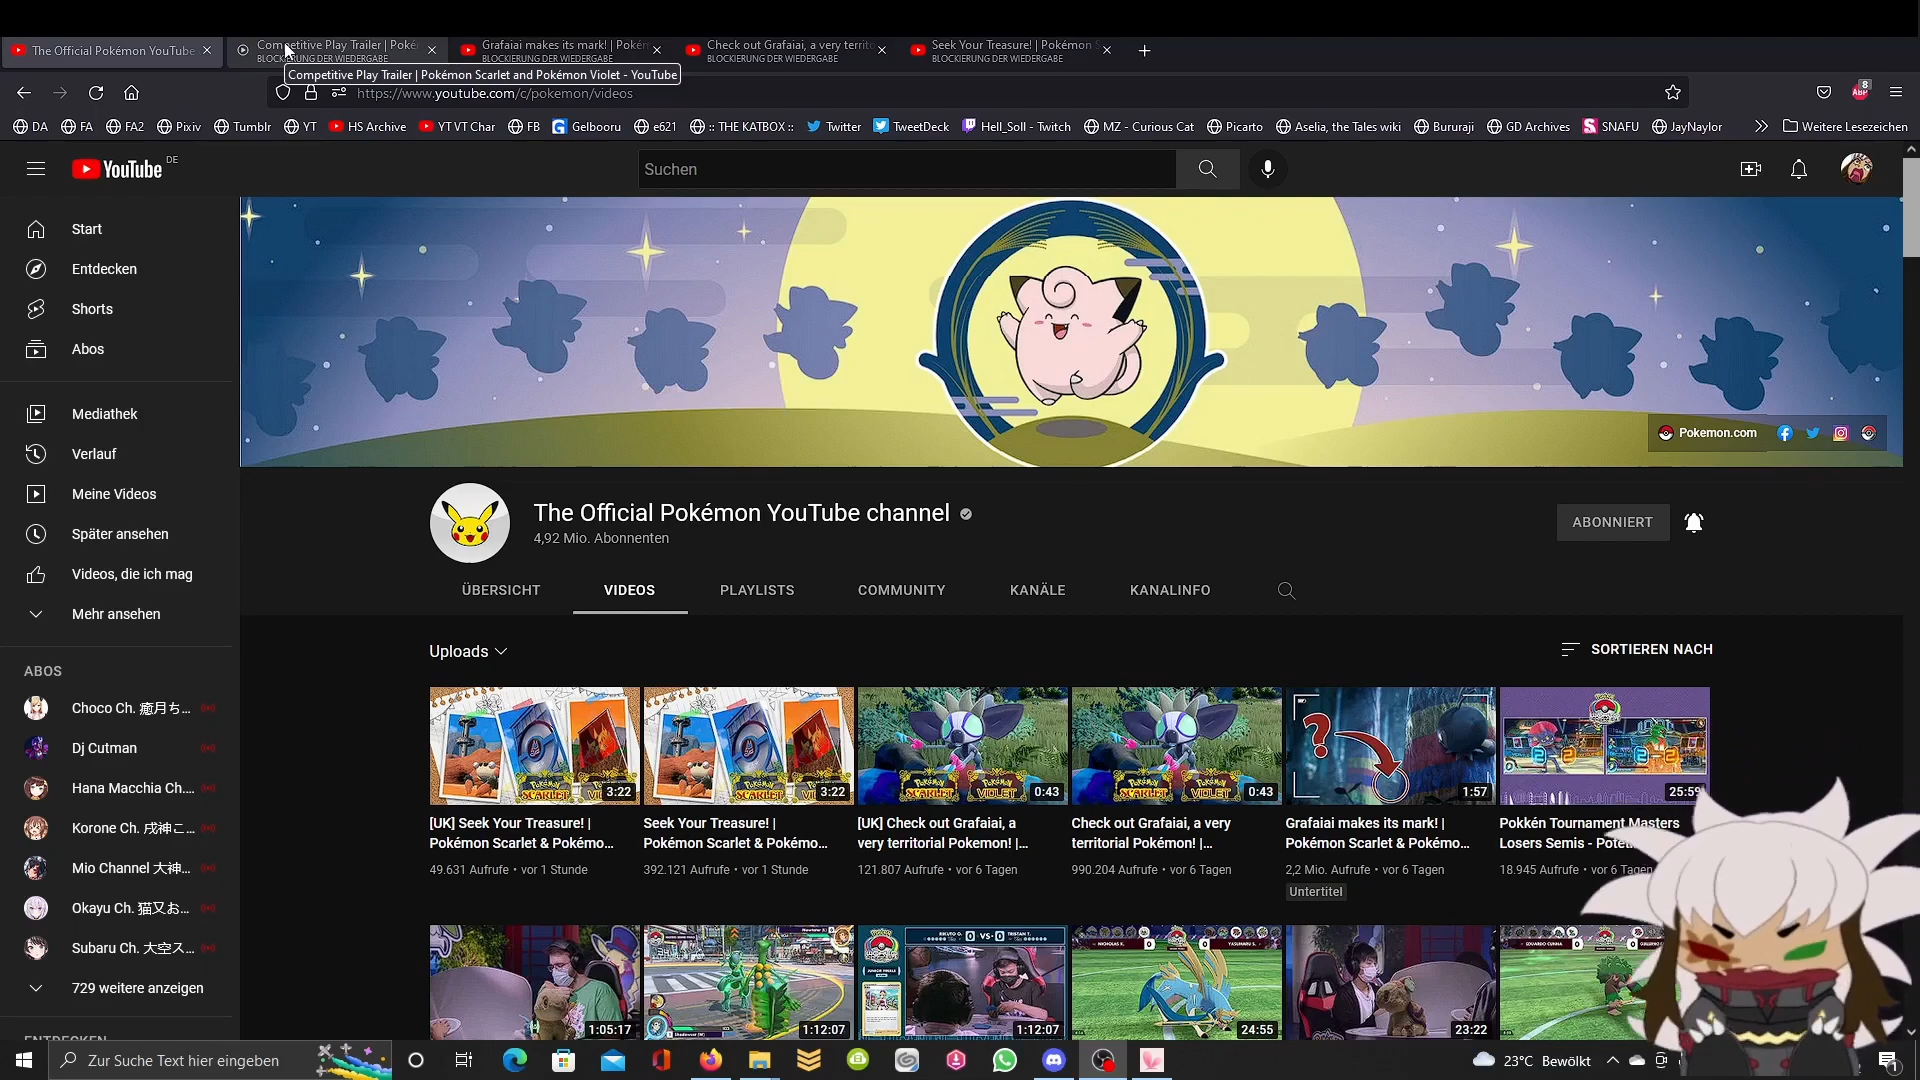 The Official Pokémon YouTube
Competitive Play Trailer | Poké
BLOCKIERUNG DER WIEDERGABE
Grafaiai makes its mark! | Pokém
BLOCKIERUNG DER WIEDERGABE
Check out Grafaiai, a very territo
BLOCKIERUNG DER WIEDERGABE
Seek Your Treasure! | Pokémon S
BLOCKIERUNG DER WIEDERGABE
Competitive Play Trailer | Pokémon Scarlet and Pokémon Violet - YouTube
https://www.youtube.com/c/pokemon/videos
8
ABP
DA FA FA2 Pixiv Tumblr YT HS Archive YT VT Char FB Gelbooru e621 :: THE KATBOX :: Twitter TweetDeck Hell_Soll - Twitch MZ - Curious Cat Picarto Aselia, the Tales wiki Bururaji GD Archives SNAFU JayNaylor Weitere Lesezeichen
YouTube DE
Suchen
Start
Entdecken
Shorts
Abos
Mediathek
Verlauf
Meine Videos
Später ansehen
Videos, die ich mag
Mehr ansehen
ABOS
Choco Ch. 癒月ち...
Dj Cutman
Hana Macchia Ch....
Korone Ch. 戌神こ...
Mio Channel 大神...
Okayu Ch. 猫又お...
Subaru Ch. 大空ス...
729 weitere anzeigen
ENTDECKEN
Pokemon.com
The Official Pokémon YouTube channel
4,92 Mio. Abonnenten
ABONNIERT
ÜBERSICHT VIDEOS PLAYLISTS COMMUNITY KANÄLE KANALINFO
Uploads
SORTIEREN NACH
3:22
[UK] Seek Your Treasure! |
Pokémon Scarlet & Pokémo...
49.631 Aufrufe • vor 1 Stunde
3:22
Seek Your Treasure! |
Pokémon Scarlet & Pokémo...
392.121 Aufrufe • vor 1 Stunde
0:43
[UK] Check out Grafaiai, a
very territorial Pokemon! |...
121.807 Aufrufe • vor 6 Tagen
0:43
Check out Grafaiai, a very
territorial Pokémon! |...
990.204 Aufrufe • vor 6 Tagen
1:57
Grafaiai makes its mark! |
Pokémon Scarlet & Pokémo...
2,2 Mio. Aufrufe • vor 6 Tagen
Untertitel
25:59
Pokkén Tournament Masters
Losers Semis - Potet
18.945 Aufrufe • vor 6 Tagen
1:05:17
1:12:07
1:12:07
24:55
23:22
Zur Suche Text hier eingeben
23°C Bewölkt
1